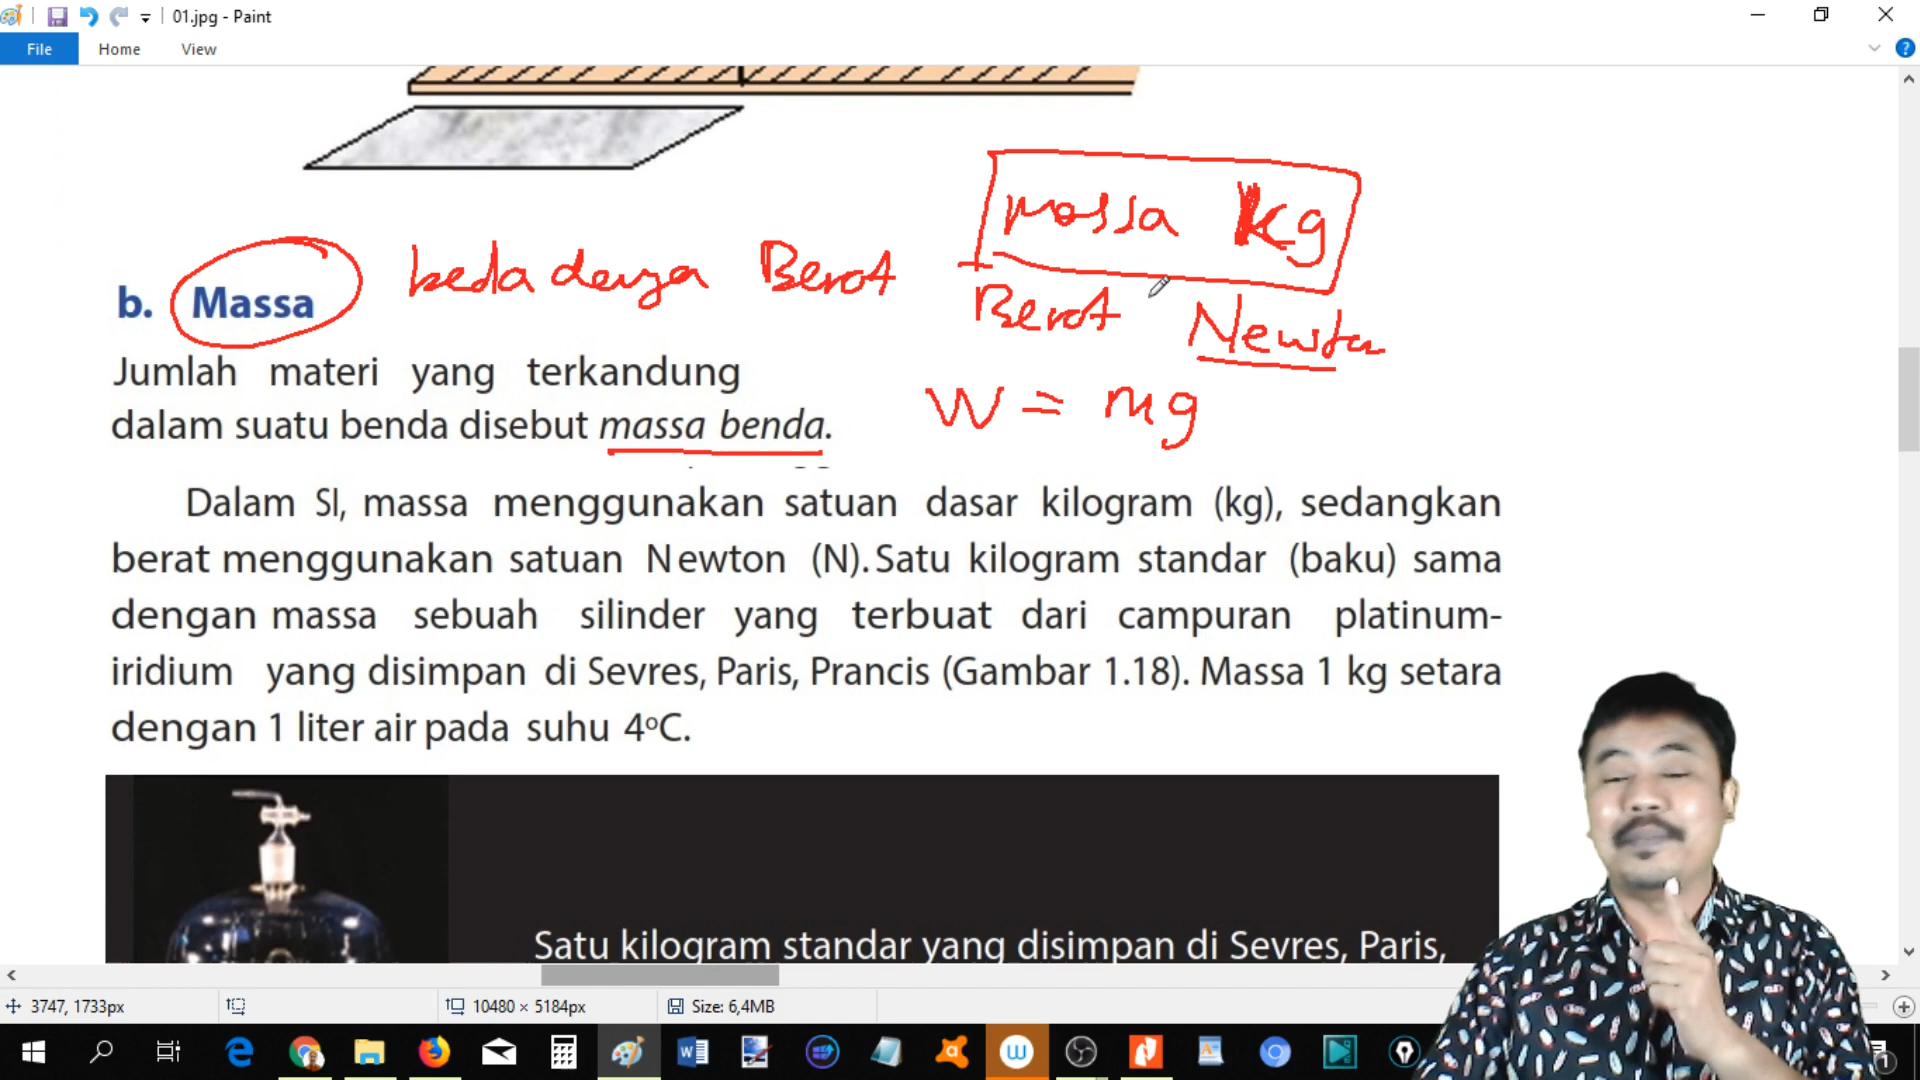 01.jpg - Paint
File Home View
massa kg
b. Massa beda denga Berat
Berat Newton
W = mg
Jumlah materi yang terkandung
dalam suatu benda disebut massa benda.
Dalam SI, massa menggunakan satuan dasar kilogram (kg), sedangkan
berat menggunakan satuan Newton (N). Satu kilogram standar (baku) sama
dengan massa sebuah silinder yang terbuat dari campuran platinum-
iridium yang disimpan di Sevres, Paris, Prancis (Gambar 1.18). Massa 1 kg setara
dengan 1 liter air pada suhu 4°C.
Satu kilogram standar yang disimpan di Sevres, Paris,
3747, 1733px 10480 × 5184px Size: 6,4MB